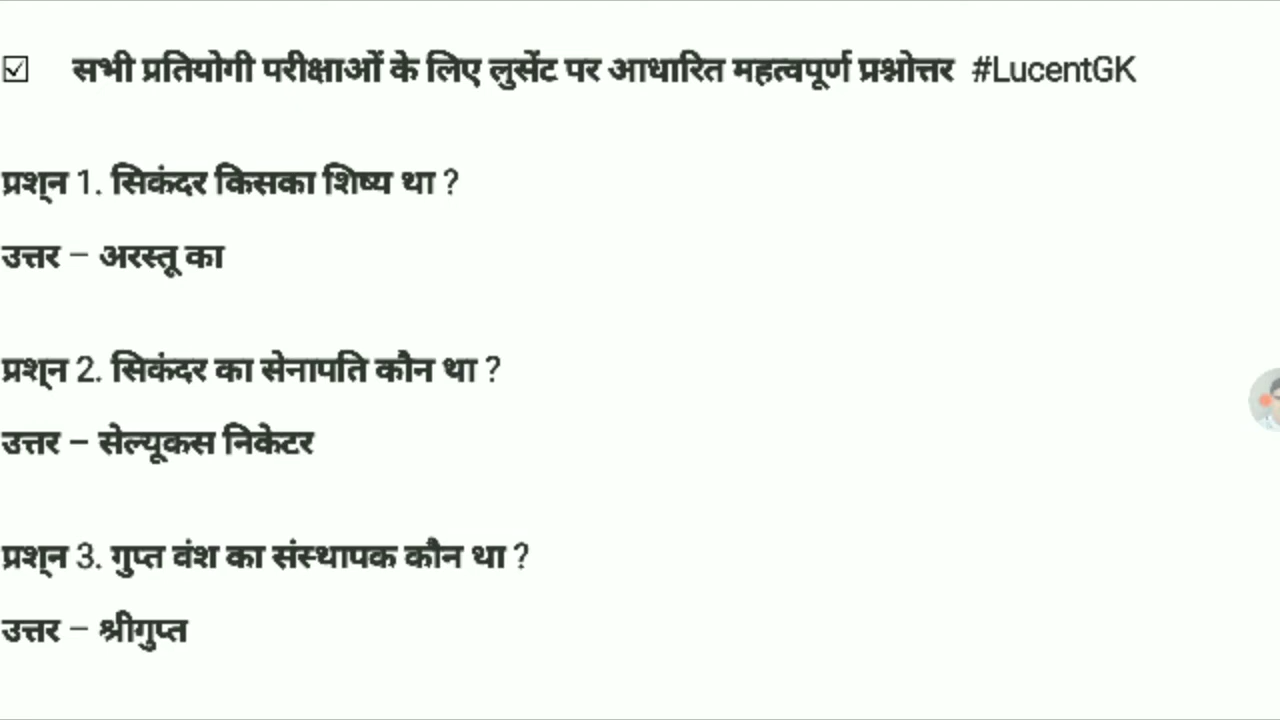 ☑ सभी प्रतियोगी परीक्षाओं के लिए लुसेंट पर आधारित महत्वपूर्ण प्रश्नोत्तर #LucentGK
प्रश्न 1. सिकंदर किसका शिष्य था ?
उत्तर – अरस्तू का
प्रश्न 2. सिकंदर का सेनापति कौन था ?
उत्तर – सेल्यूकस निकेटर
प्रश्न 3. गुप्त वंश का संस्थापक कौन था ?
उत्तर – श्रीगुप्त